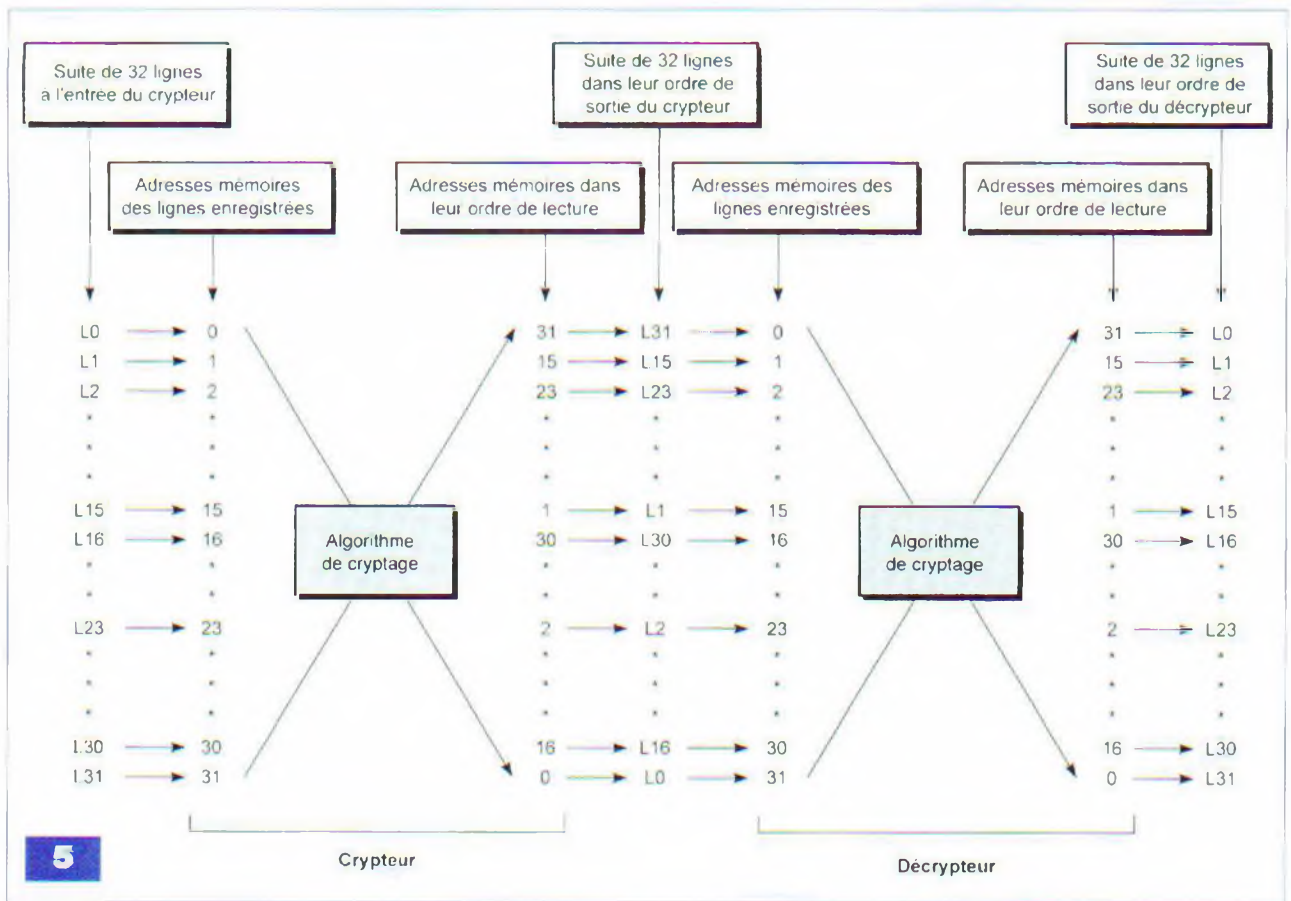 Suite de 32 lignes
à l'entrée du crypteur
Suite de 32 lignes
dans leur ordre de
sortie du crypteur
Suite de 32 lignes
dans leur ordre de
sortie du décrypteur
Adresses mémoires
des lignes enregistrées
Adresses mémoires dans
leur ordre de lecture
Adresses mémoires des
lignes enregistrées
Adresses mémoires dans
leur ordre de lecture
L0 0 31 L31 0 31 L0
L1 1 15 L15 1 15 L1
L2 2 23 L23 2 23 L2
L15 15 1 L1 15 1 L15
L16 16 30 L30 16 30 L16
Algorithme
de cryptage
Algorithme
de cryptage
L23 23 2 L2 23 2 L23
L30 30 16 L16 30 16 L30
L31 31 0 L0 31 0 L31
Crypteur
Décrypteur
5